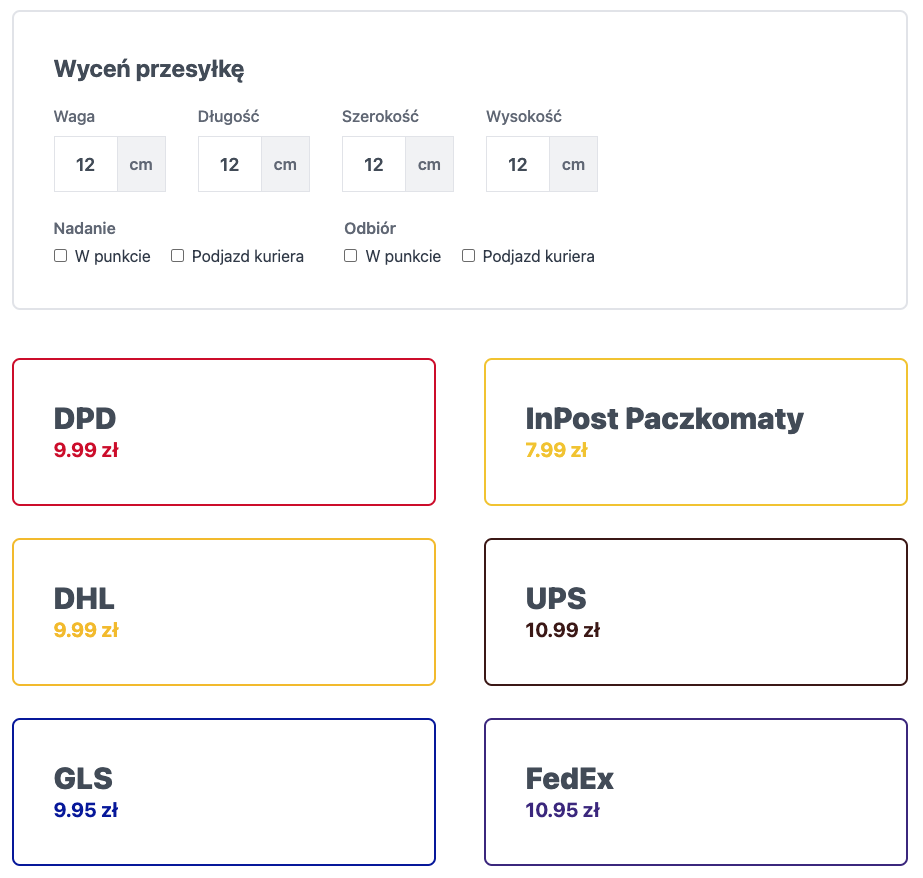 Wyceń przesyłkę
Waga Długość Szerokość Wysokość
12 cm 12 cm 12 cm 12 cm
Nadanie Odbiór
W punkcie Podjazd kuriera W punkcie Podjazd kuriera
DPD
9.99 zł
InPost Paczkomaty
7.99 zł
DHL
9.99 zł
UPS
10.99 zł
GLS
9.95 zł
FedEx
10.95 zł